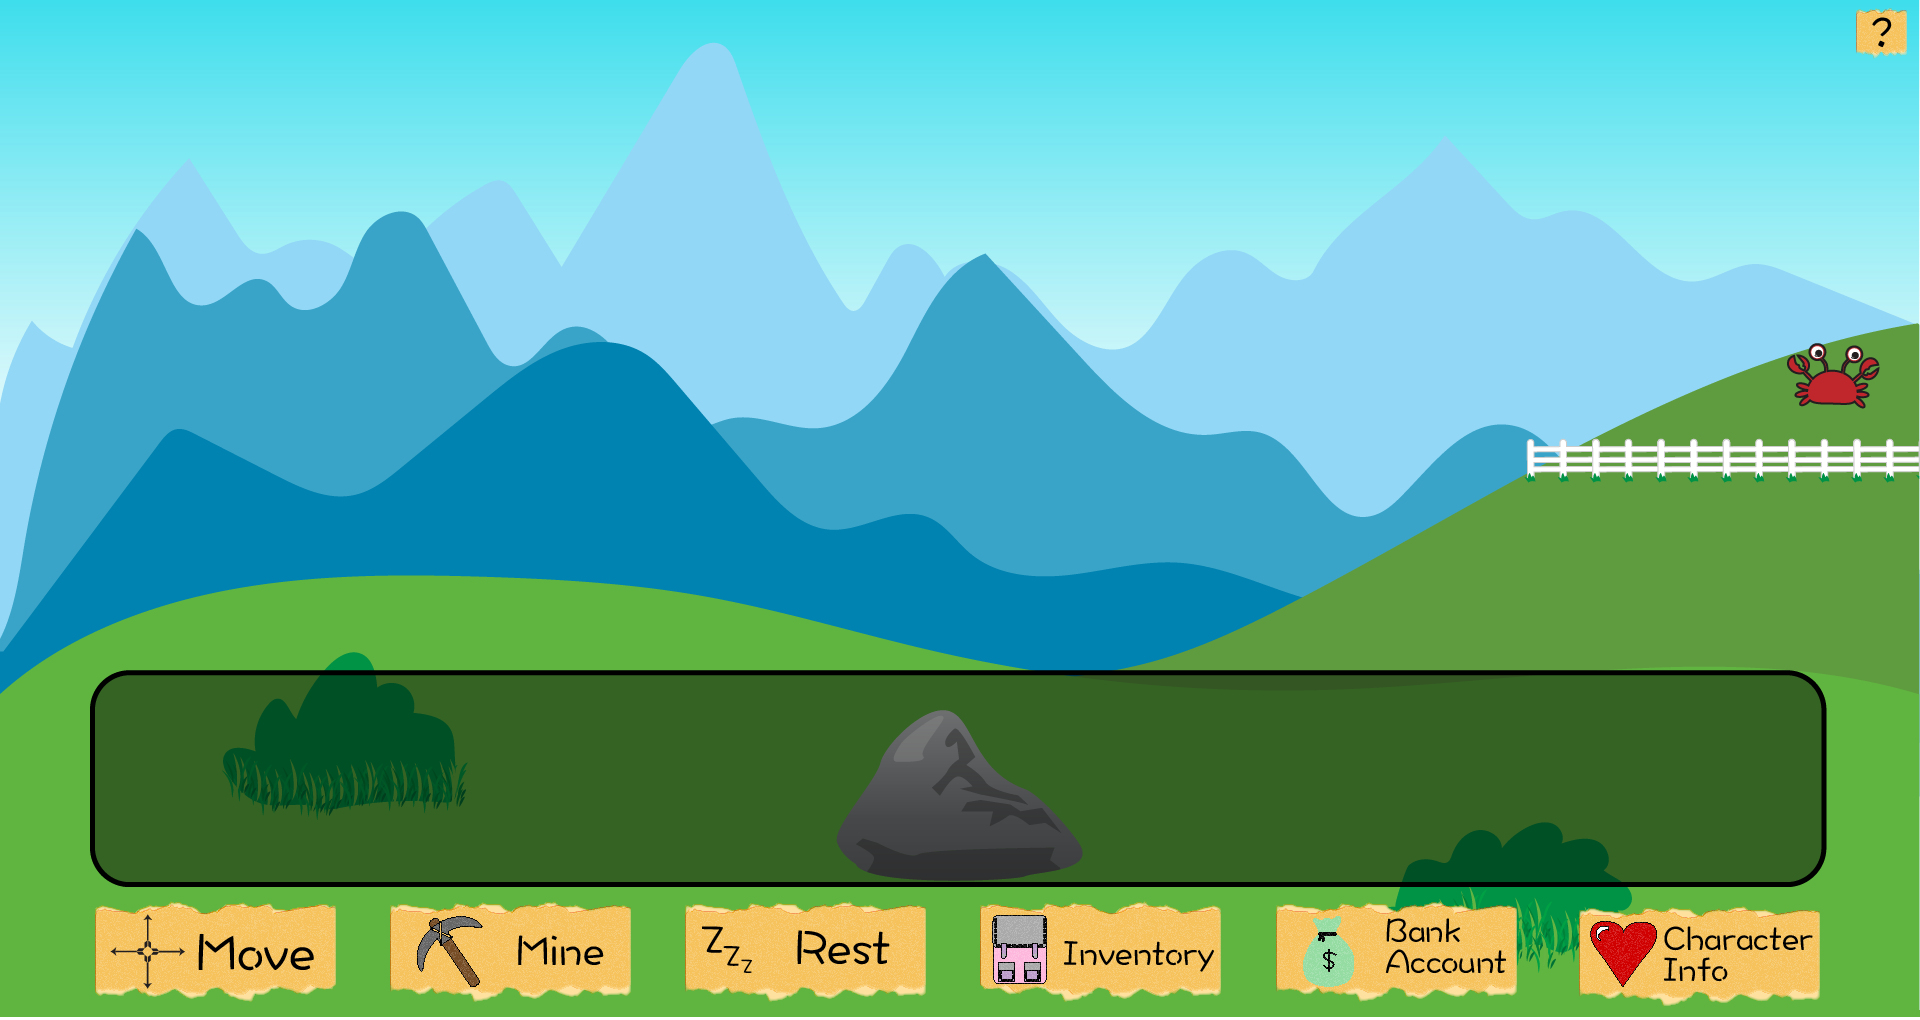 ?
Move
Mine
Zzz
Rest
Inventory
$
Bank
Account
Character
Info